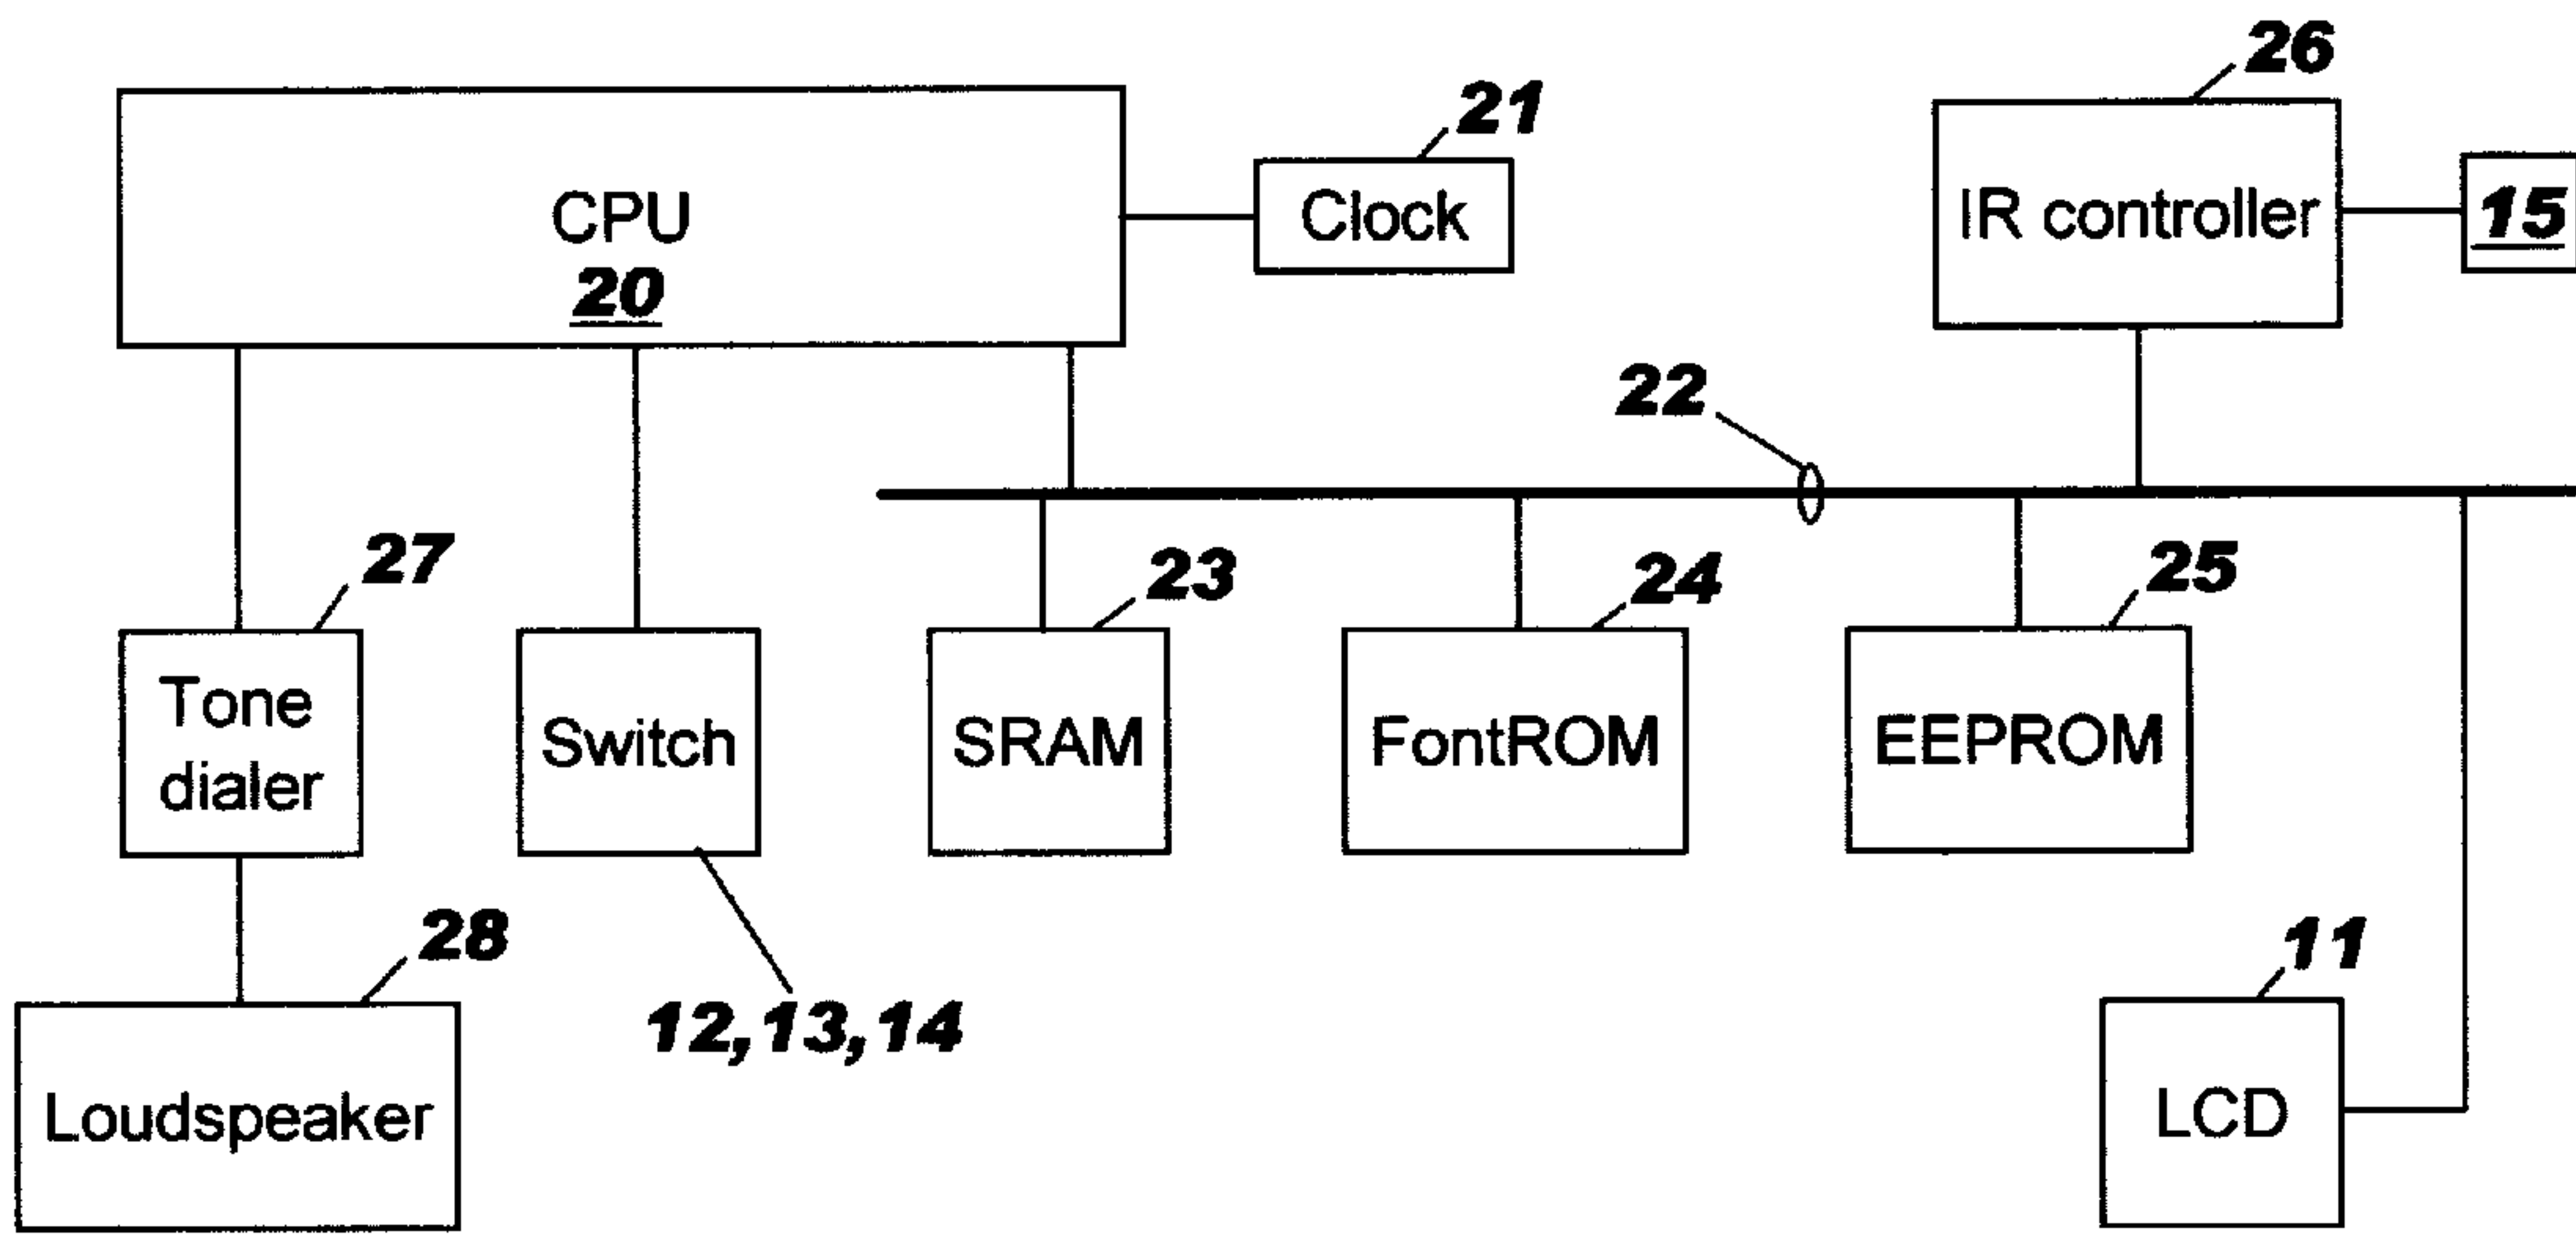 26
21
CPU
20
Clock
IR controller
15
22
27
23
24
25
Tone
dialer
Switch
SRAM
FontROM
EEPROM
28
12,13,14
11
Loudspeaker
LCD